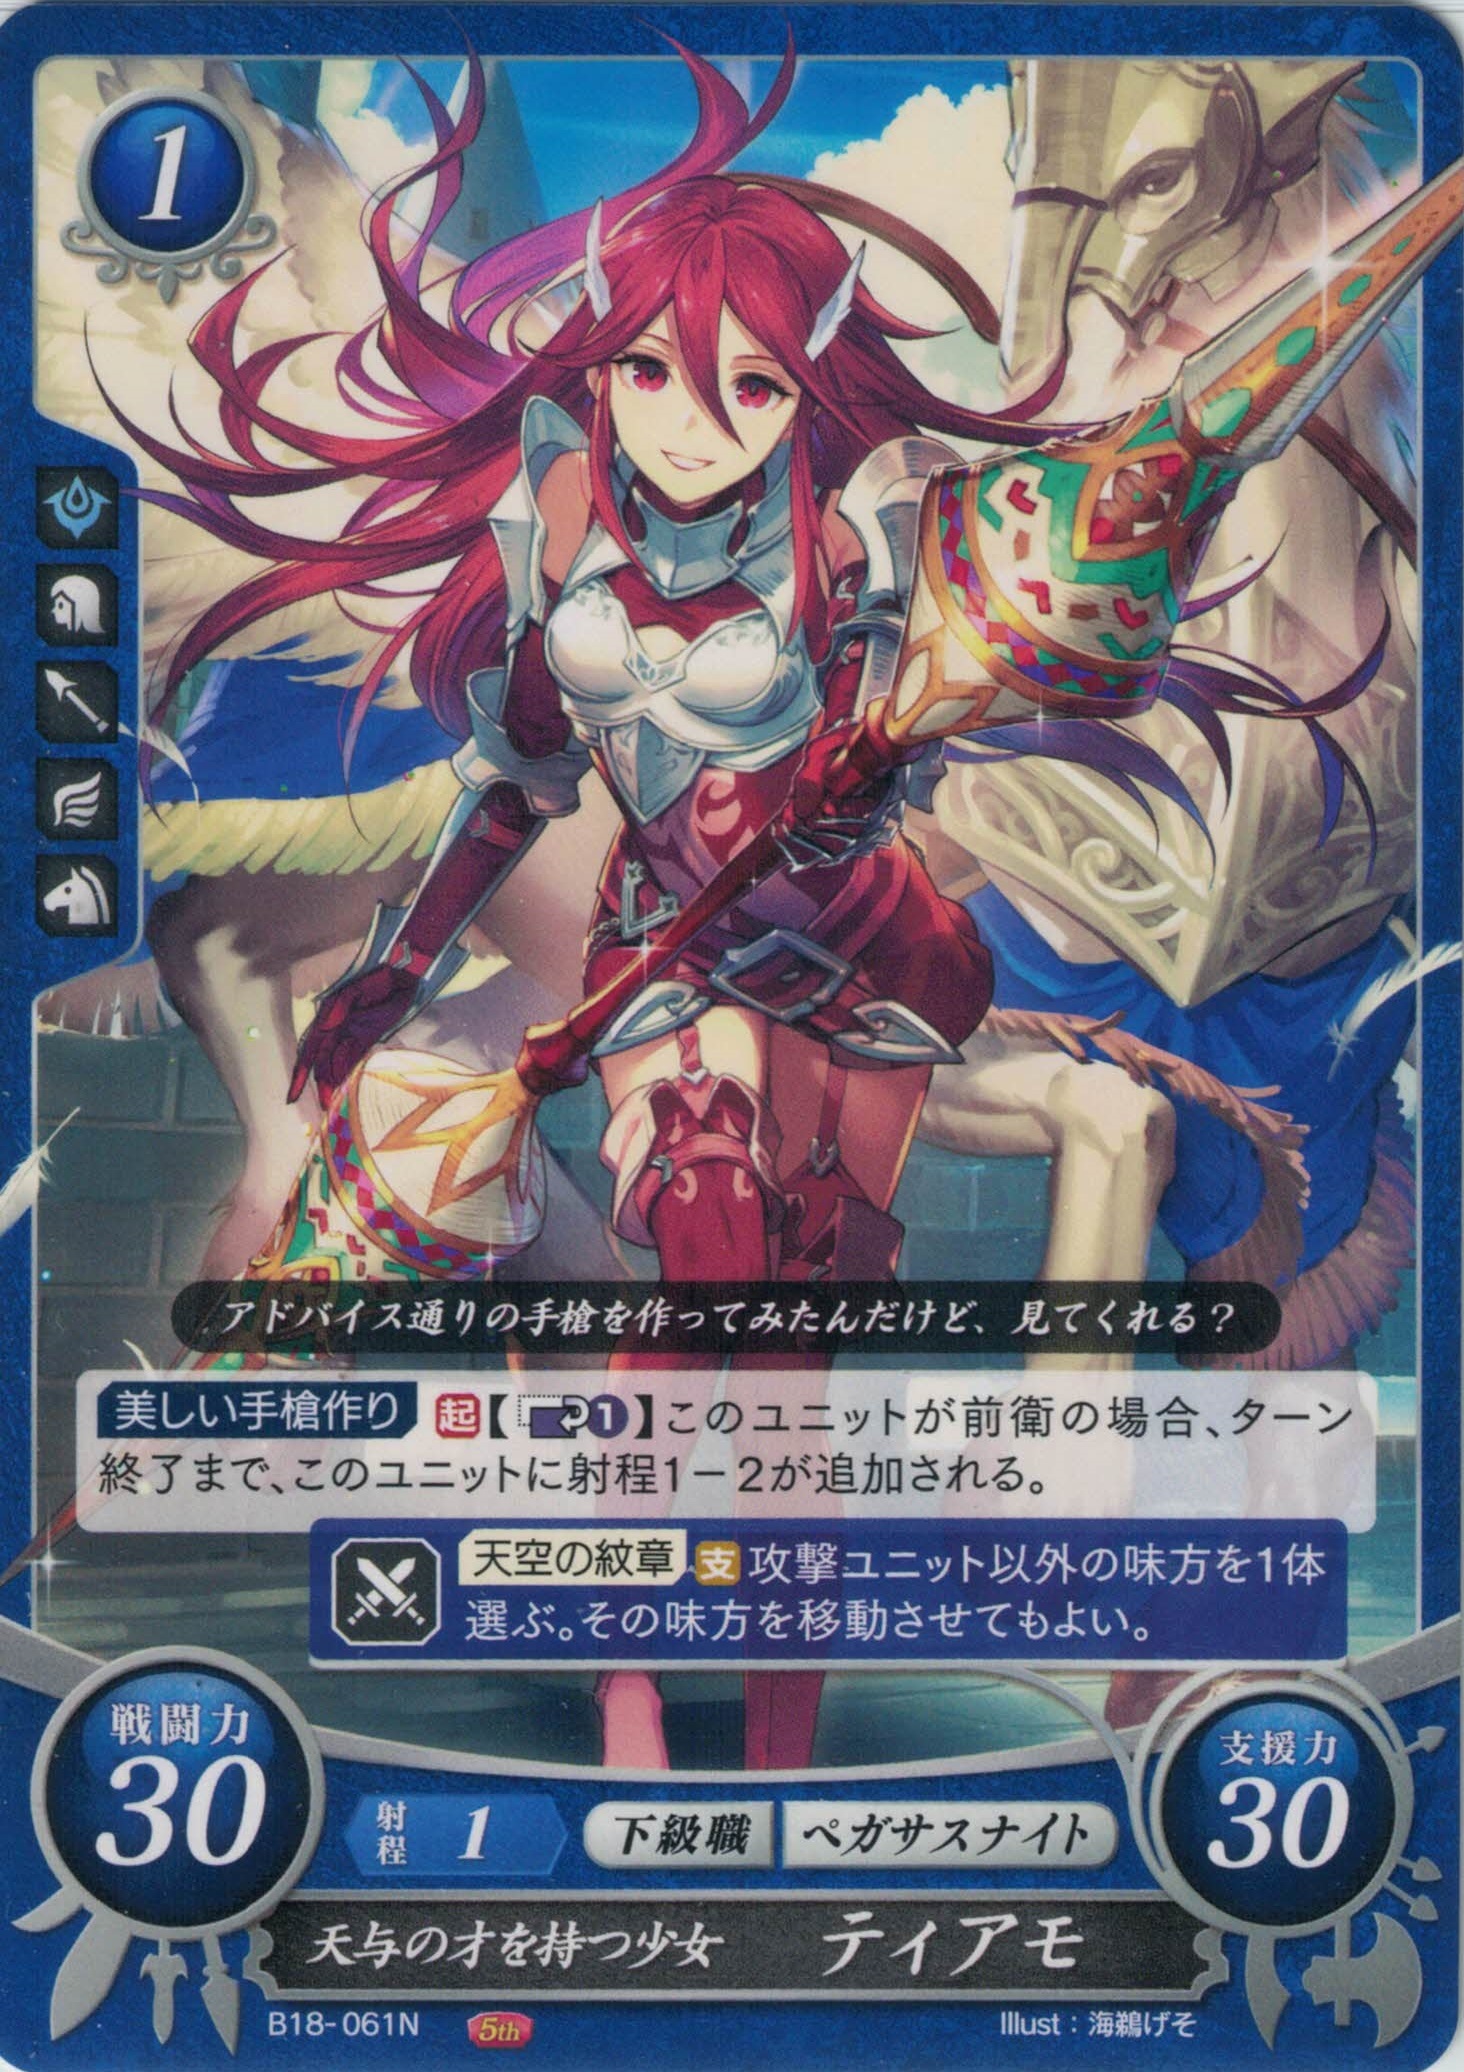 1
アドバイス通りの手槍を作ってみたんだけど、見てくれる?
美しい手槍作り 起【1】このユニットが前衛の場合、ターン
終了まで、このユニットに射程1-2が追加される。
天空の紋章 支 攻撃ユニット以外の味方を1体
選ぶ。その味方を移動させてもよい。
戦闘力
30
射程 1
下級職 ペガサスナイト
支援力
30
天与の才を持つ少女 ティアモ
B18-061N 5th Illust:海鵜げそ